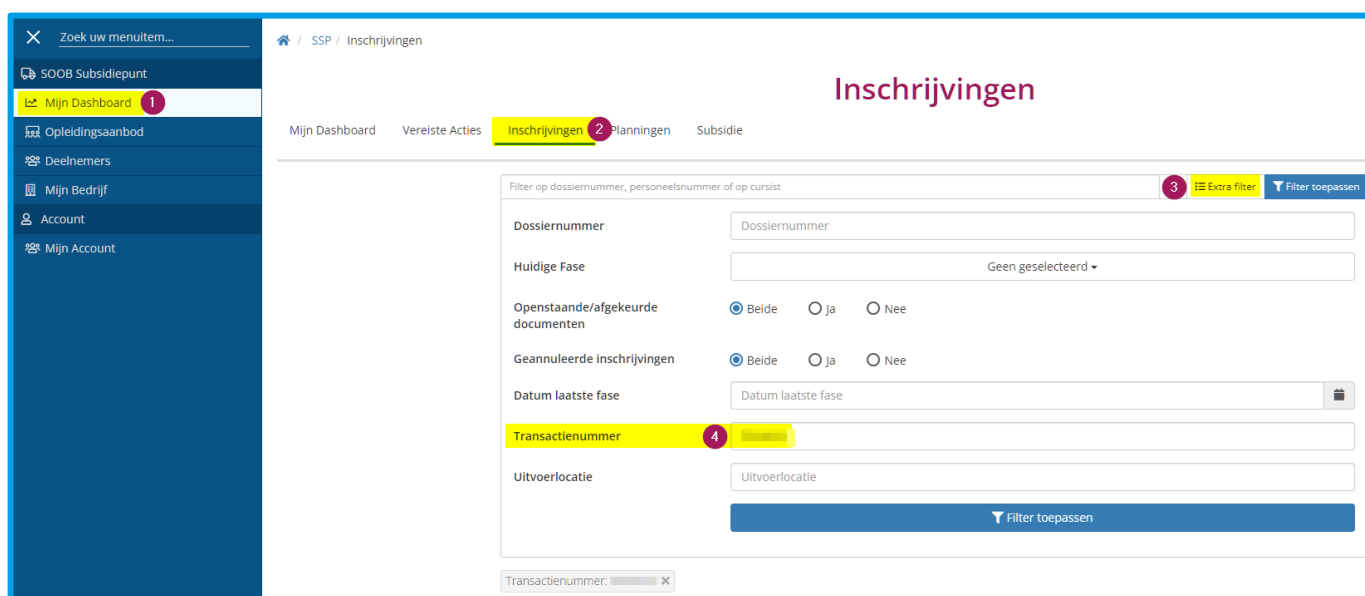 Zoek uw menuitem...
SOOB Subsidiepunt
Mijn Dashboard 1
Opleidingsaanbod
Deelnemers
Mijn Bedrijf
Account
Mijn Account
/ SSP / Inschrijvingen
Inschrijvingen
Mijn Dashboard Vereiste Acties Inschrijvingen 2 Planningen Subsidie
Filter op dossiernummer, personeelsnummer of op cursist 3 Extra filter Filter toepassen
Dossiernummer Dossiernummer
Huidige Fase Geen geselecteerd
Openstaande/afgekeurde
documenten Beide Ja Nee
Geannuleerde inschrijvingen Beide Ja Nee
Datum laatste fase Datum laatste fase
Transactienummer 4
Uitvoerlocatie Uitvoerlocatie
Filter toepassen
Transactienummer: